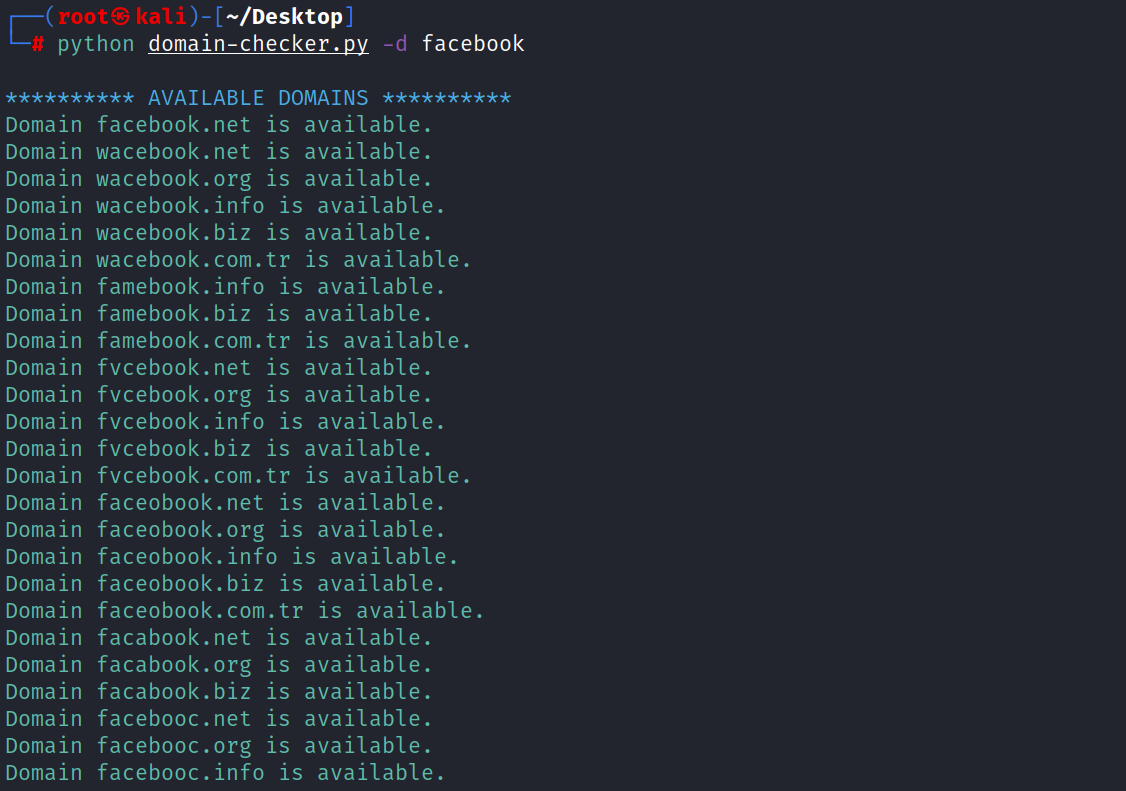 ┌──(root㉿kali)-[~/Desktop]
└─# python domain-checker.py -d facebook
********** AVAILABLE DOMAINS **********
Domain facebook.net is available.
Domain wacebook.net is available.
Domain wacebook.org is available.
Domain wacebook.info is available.
Domain wacebook.biz is available.
Domain wacebook.com.tr is available.
Domain famebook.info is available.
Domain famebook.biz is available.
Domain famebook.com.tr is available.
Domain fvcebook.net is available.
Domain fvcebook.org is available.
Domain fvcebook.info is available.
Domain fvcebook.biz is available.
Domain fvcebook.com.tr is available.
Domain faceobook.net is available.
Domain faceobook.org is available.
Domain faceobook.info is available.
Domain faceobook.biz is available.
Domain faceobook.com.tr is available.
Domain facabook.net is available.
Domain facabook.org is available.
Domain facabook.biz is available.
Domain facebooc.net is available.
Domain facebooc.org is available.
Domain facebooc.info is available.